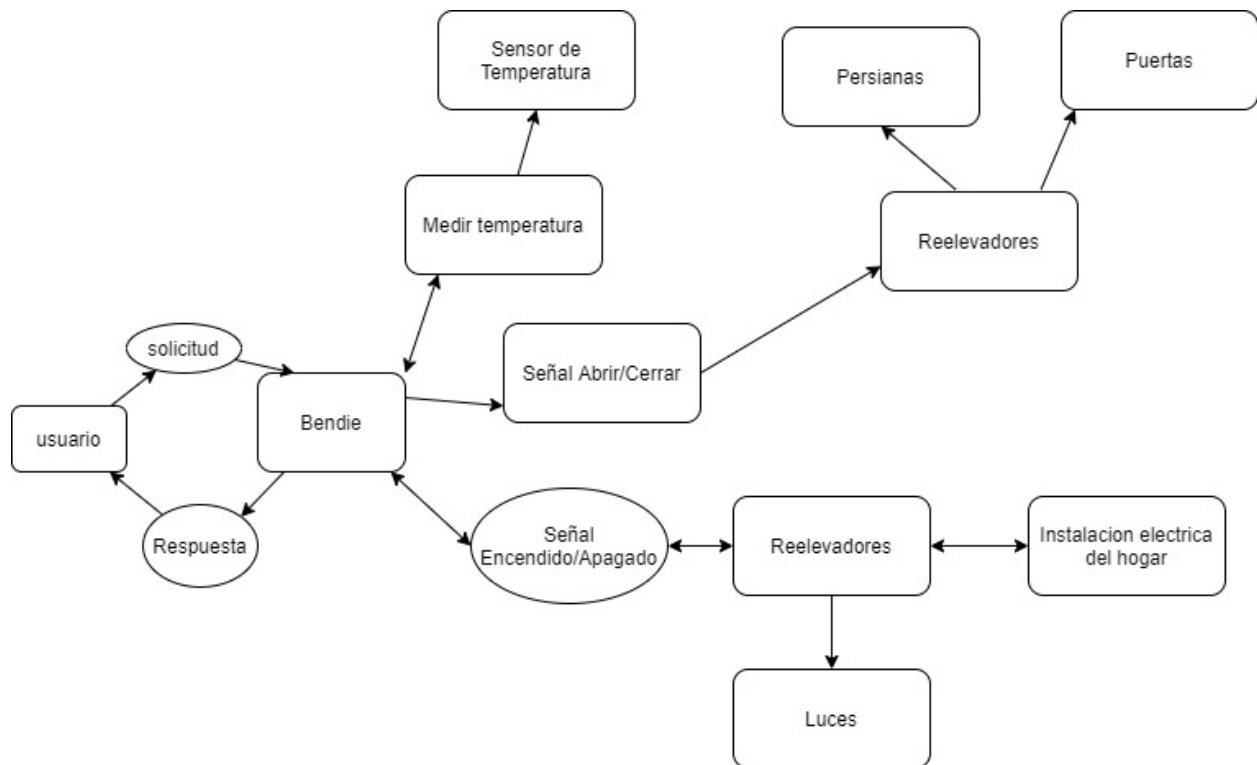 Sensor de
Temperatura
Persianas
Puertas
Medir temperatura
Reelevadores
solicitud
Señal Abrir/Cerrar
usuario
Bendie
Respuesta
Señal
Encendido/Apagado
Reelevadores
Instalacion electrica
del hogar
Luces